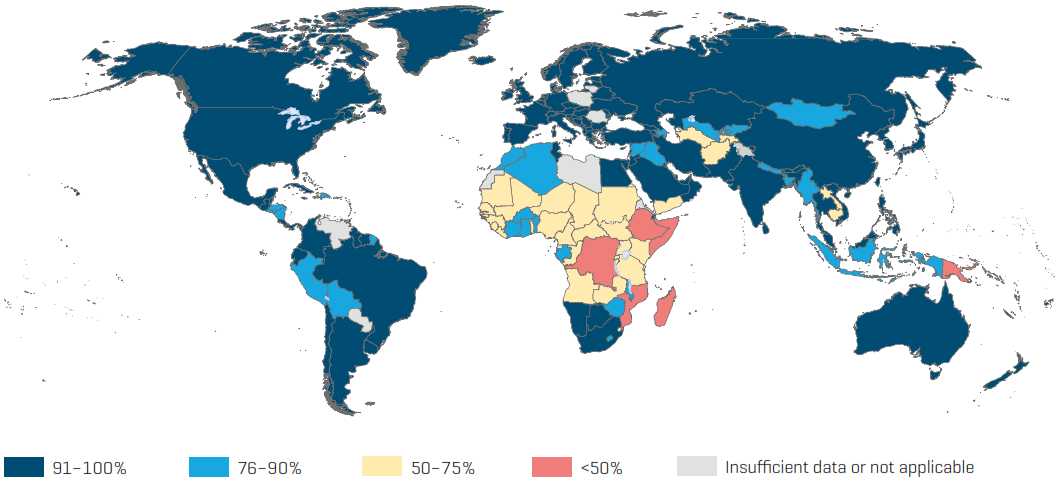 91–100%
76–90%
50–75%
<50%
Insufficient data or not applicable